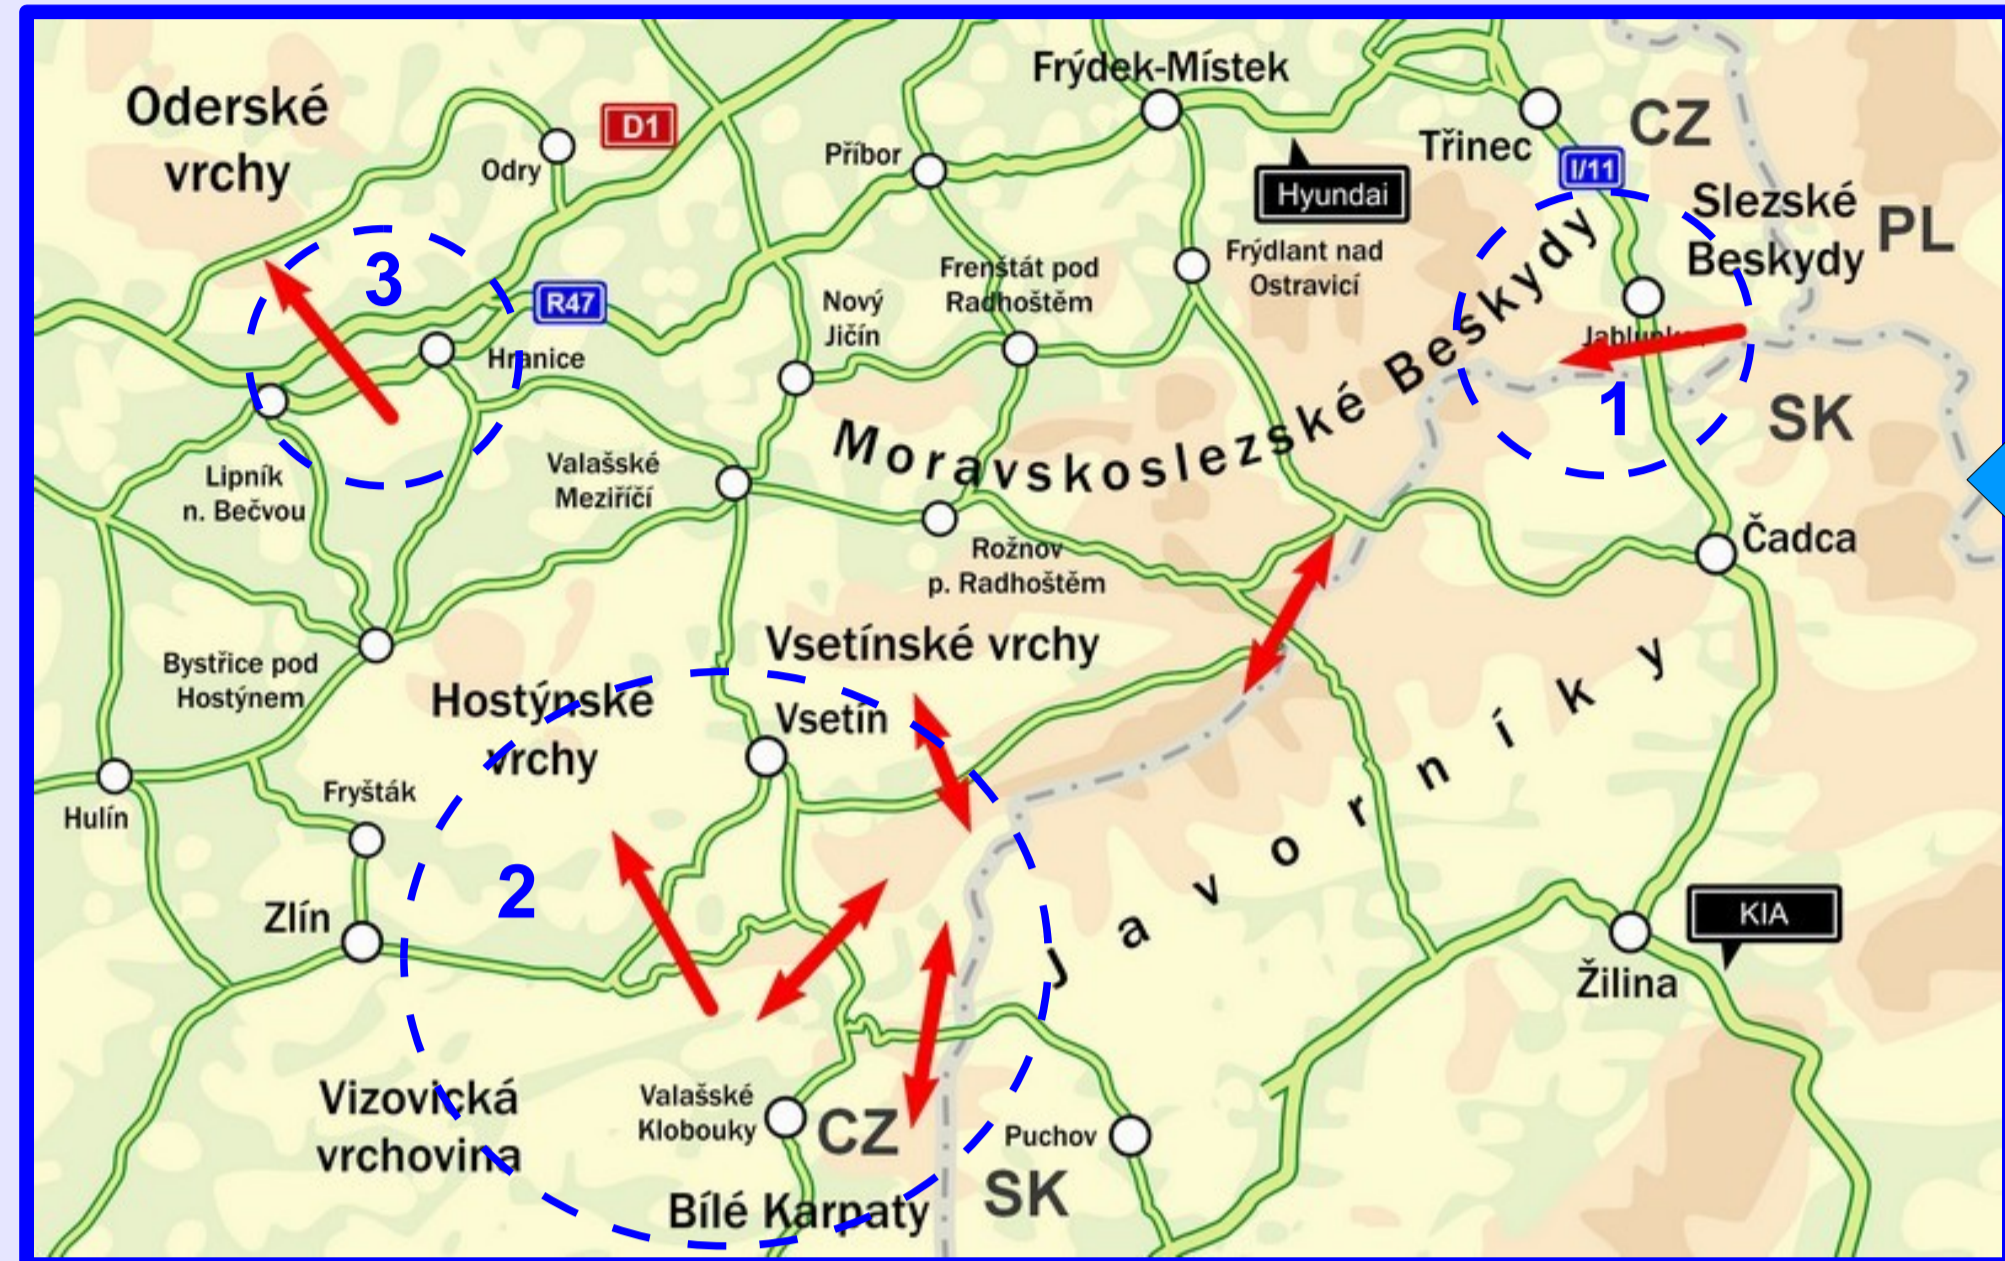 Frýdek-Místek
Oderské
vrchy
D1
Odry
Příbor
Třinec
CZ
I/11
Hyundai
Slezské
Beskydy
PL
3
R47
Nový
Jičín
Frenštát pod
Radhoštěm
Frýdlant nad
Ostravicí
Hranice
1
SK
Moravskoslezské Beskydy
Lipník
n. Bečvou
Valašské
Meziříčí
Rožnov
p. Radhoštěm
Čadca
Bystřice pod
Hostýnem
Vsetínské vrchy
Hostýnské
vrchy
Vsetín
Javorníky
Hulín
Fryšták
2
Zlín
KIA
Žilina
Vizovická
vrchovina
Valašské
Klobouky
CZ
Puchov
SK
Bílé Karpaty